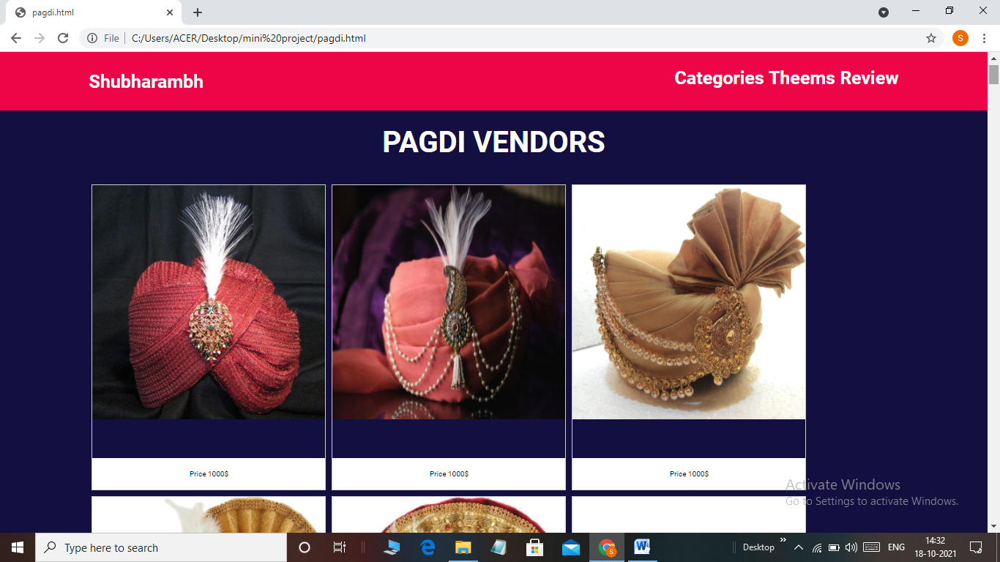 pagdi.html
File
C:/Users/ACER/Desktop/mini%20project/pagdi.html
S
Shubharambh
Categories Theems Review
PAGDI VENDORS
Price 1000$
Price 1000$
Price 1000$
Activate Windows
Go to Settings to activate Windows.
Type here to search
S
Desktop
ENG
14:32
18-10-2021